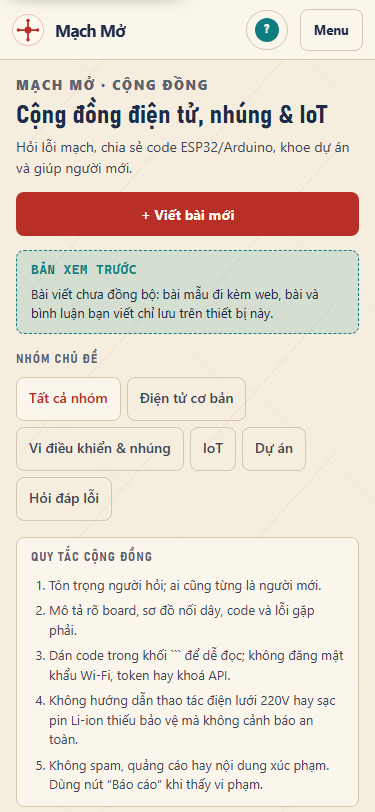 Mạch Mở
?
Menu
MẠCH MỞ · CỘNG ĐỒNG
Cộng đồng điện tử, nhúng & IoT
Hỏi lỗi mạch, chia sẻ code ESP32/Arduino, khoe dự án
và giúp người mới.
+ Viết bài mới
BẢN XEM TRƯỚC
Bài viết chưa đồng bộ: bài mẫu đi kèm web, bài và
bình luận bạn viết chỉ lưu trên thiết bị này.
NHÓM CHỦ ĐỀ
Tất cả nhóm
Điện tử cơ bản
Vi điều khiển & nhúng
IoT
Dự án
Hỏi đáp lỗi
QUY TẮC CỘNG ĐỒNG
1. Tôn trọng người hỏi; ai cũng từng là người mới.
2. Mô tả rõ board, sơ đồ nối dây, code và lỗi gặp
phải.
3. Dán code trong khối ``` để dễ đọc; không đăng mật
khẩu Wi-Fi, token hay khoá API.
4. Không hướng dẫn thao tác điện lưới 220V hay sạc
pin Li-ion thiếu bảo vệ mà không cảnh báo an
toàn.
5. Không spam, quảng cáo hay nội dung xúc phạm.
Dùng nút “Báo cáo” khi thấy vi phạm.